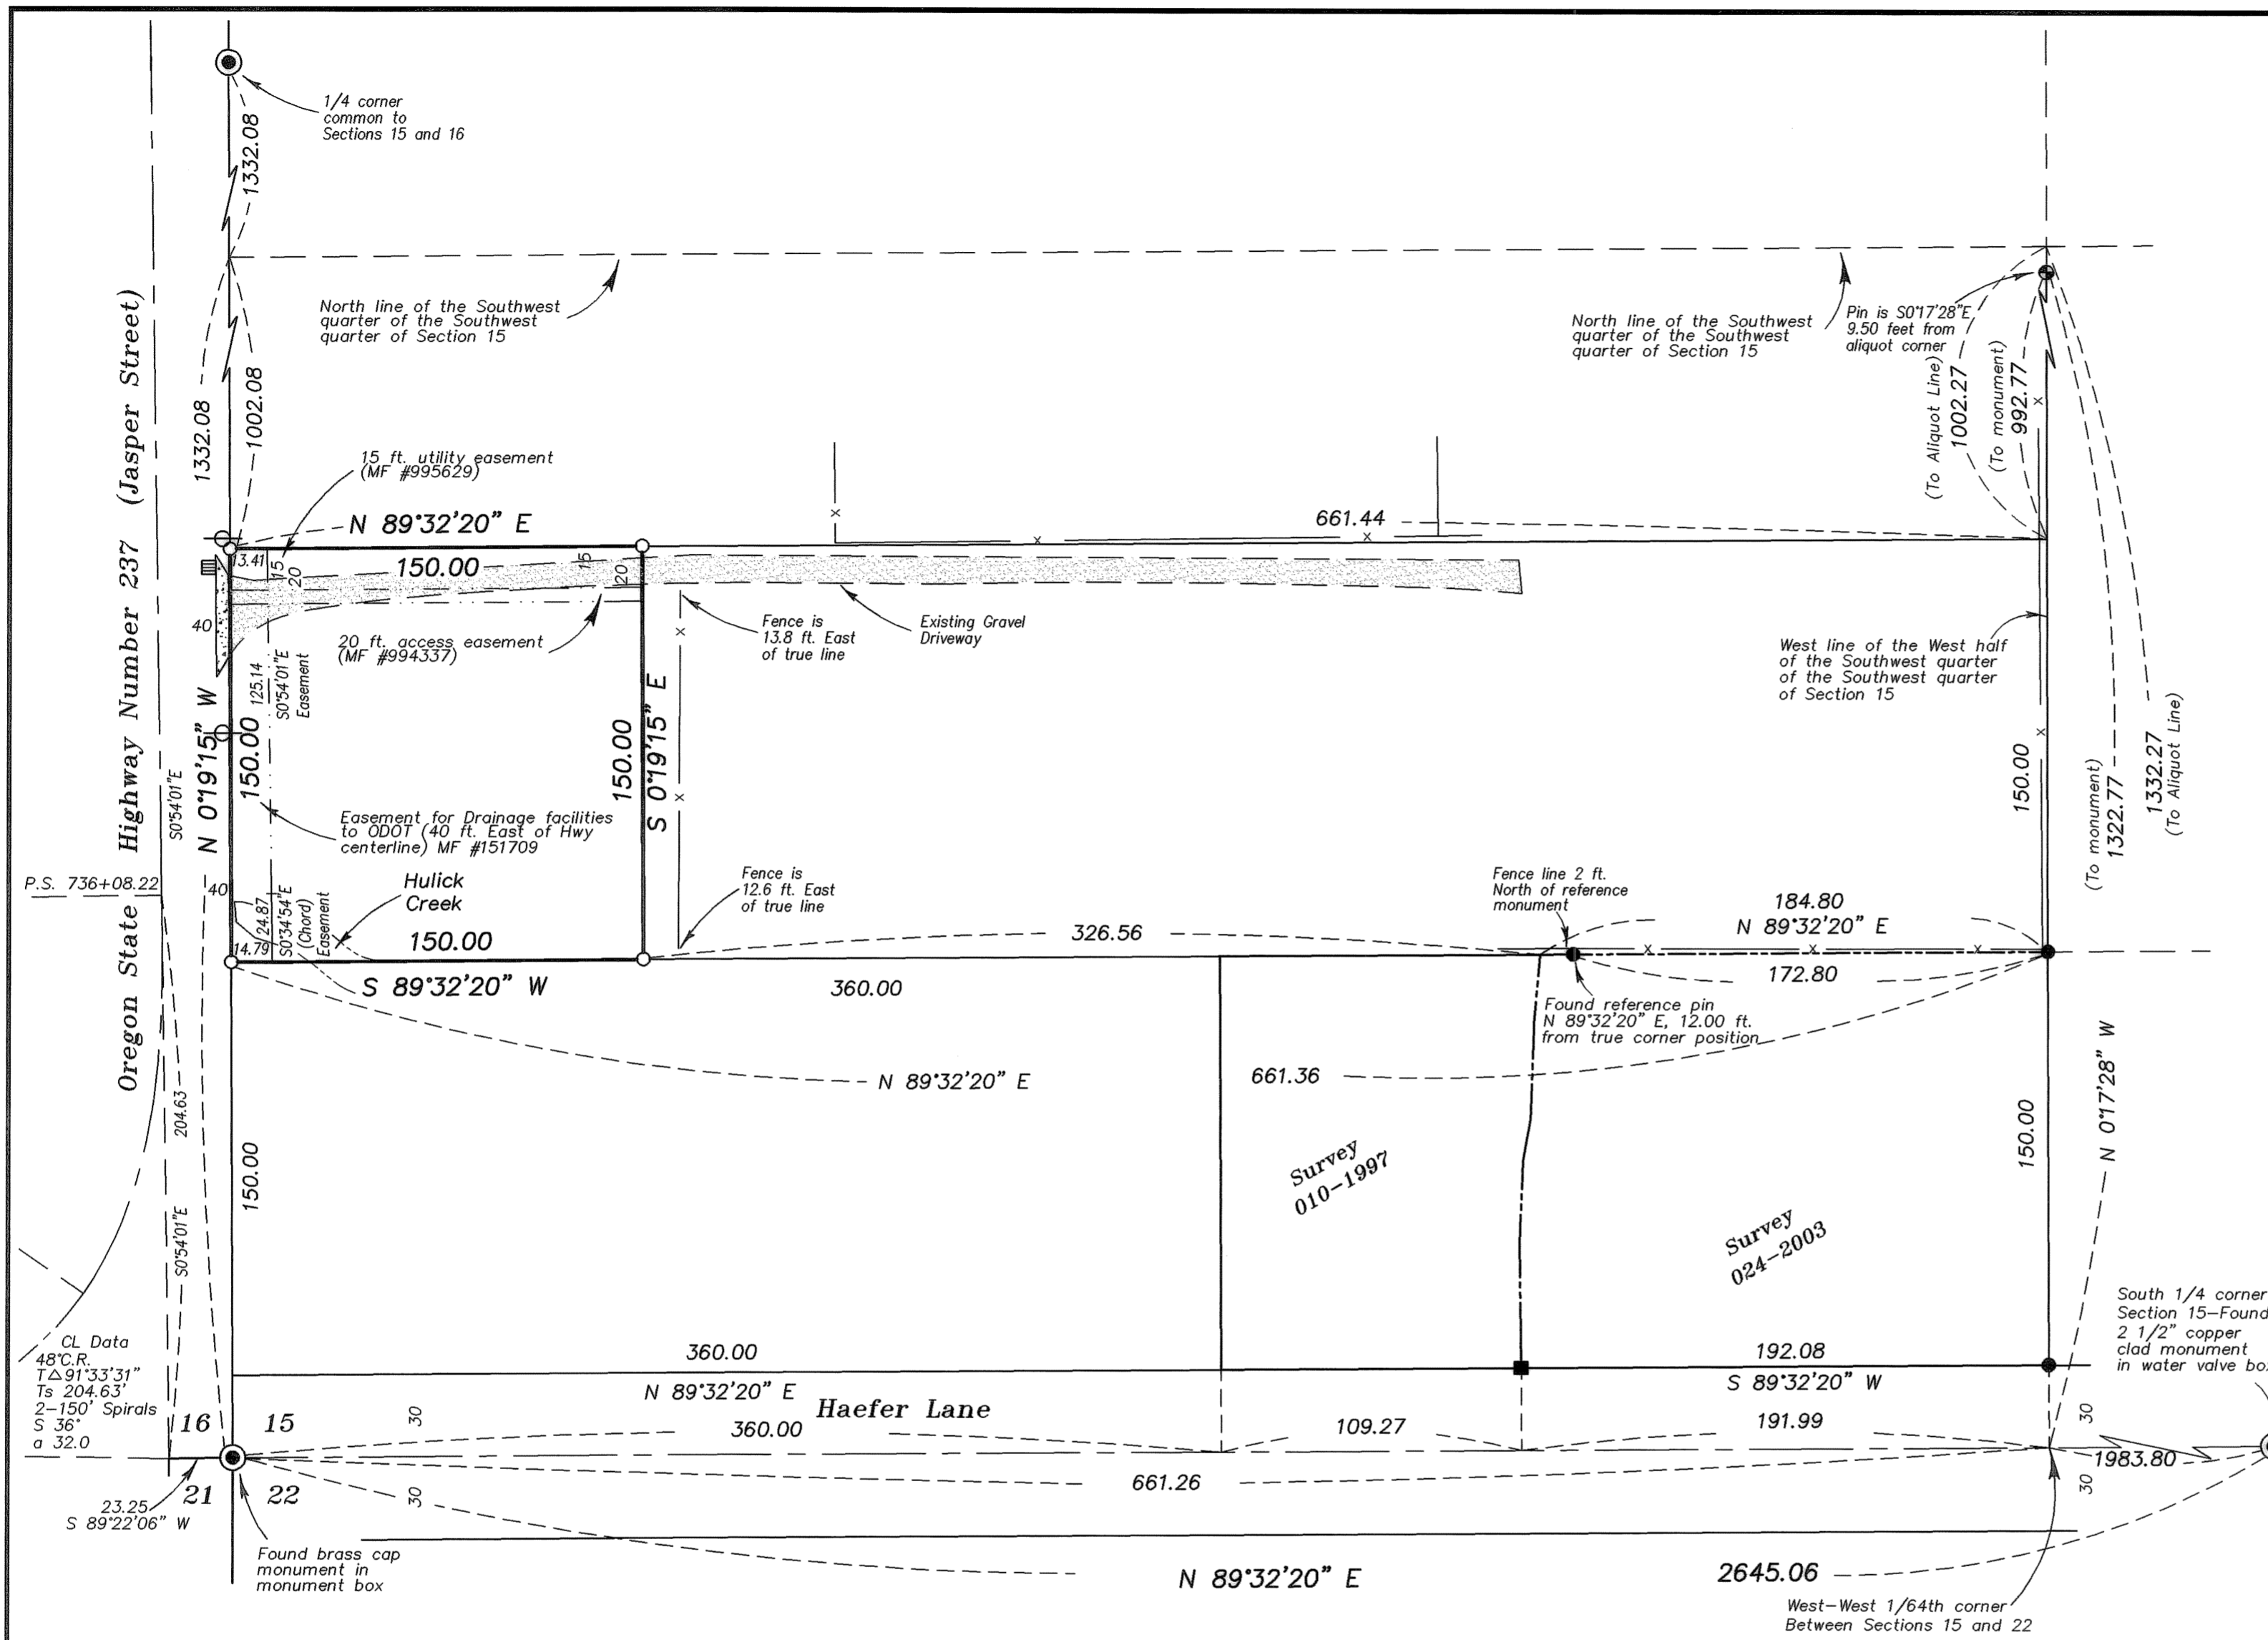 1/4 corner
common to
Sections 15 and 16
1332.08
North line of the Southwest
quarter of the Southwest
quarter of Section 15
North line of the Southwest
quarter of the Southwest
quarter of Section 15
Pin is S0°17'28"E
9.50 feet from
aliquot corner
Oregon State Highway Number 237 (Jasper Street)
1332.08
1002.08
(To Aliquot Line)
1002.27
(To monument)
992.77
15 ft. utility easement
(MF #995629)
N 89°32'20" E
661.44
13.41
15
20
150.00
15
20
40
20 ft. access easement
(MF #994337)
Fence is
13.8 ft. East
of true line
Existing Gravel
Driveway
West line of the West half
of the Southwest quarter
of the Southwest quarter
of Section 15
125.14
S0°54'01"E
Easement
S0°54'01"E
N 0°19'15" W
150.00
150.00
S 0°19'15" E
150.00
(To monument)
1322.77
1332.27
(To Aliquot Line)
Easement for Drainage facilities
to ODOT (40 ft. East of Hwy
centerline) MF #151709
P.S. 736+08.22
40
Hulick
Creek
24.87
S0°34'54"E
(Chord)
Easement
14.79
150.00
S 89°32'20" W
Fence is
12.6 ft. East
of true line
326.56
Fence line 2 ft.
North of reference
monument
184.80
N 89°32'20" E
172.80
360.00
Found reference pin
N 89°32'20" E, 12.00 ft.
from true corner position
N 89°32'20" E
661.36
204.63
150.00
S0°54'01"E
Survey
010-1997
Survey
024-2003
150.00
N 0°17'28" W
South 1/4 corner
Section 15-Found
2 1/2" copper
clad monument
in water valve bo
CL Data
48°C.R.
T△91°33'31"
Ts 204.63'
2-150' Spirals
S 36°
a 32.0
360.00
N 89°32'20" E
192.08
S 89°32'20" W
16
15
30
Haefer Lane
360.00
109.27
191.99
30
1983.80
21
22
30
661.26
30
23.25
S 89°22'06" W
Found brass cap
monument in
monument box
N 89°32'20" E
2645.06
West-West 1/64th corner
Between Sections 15 and 22